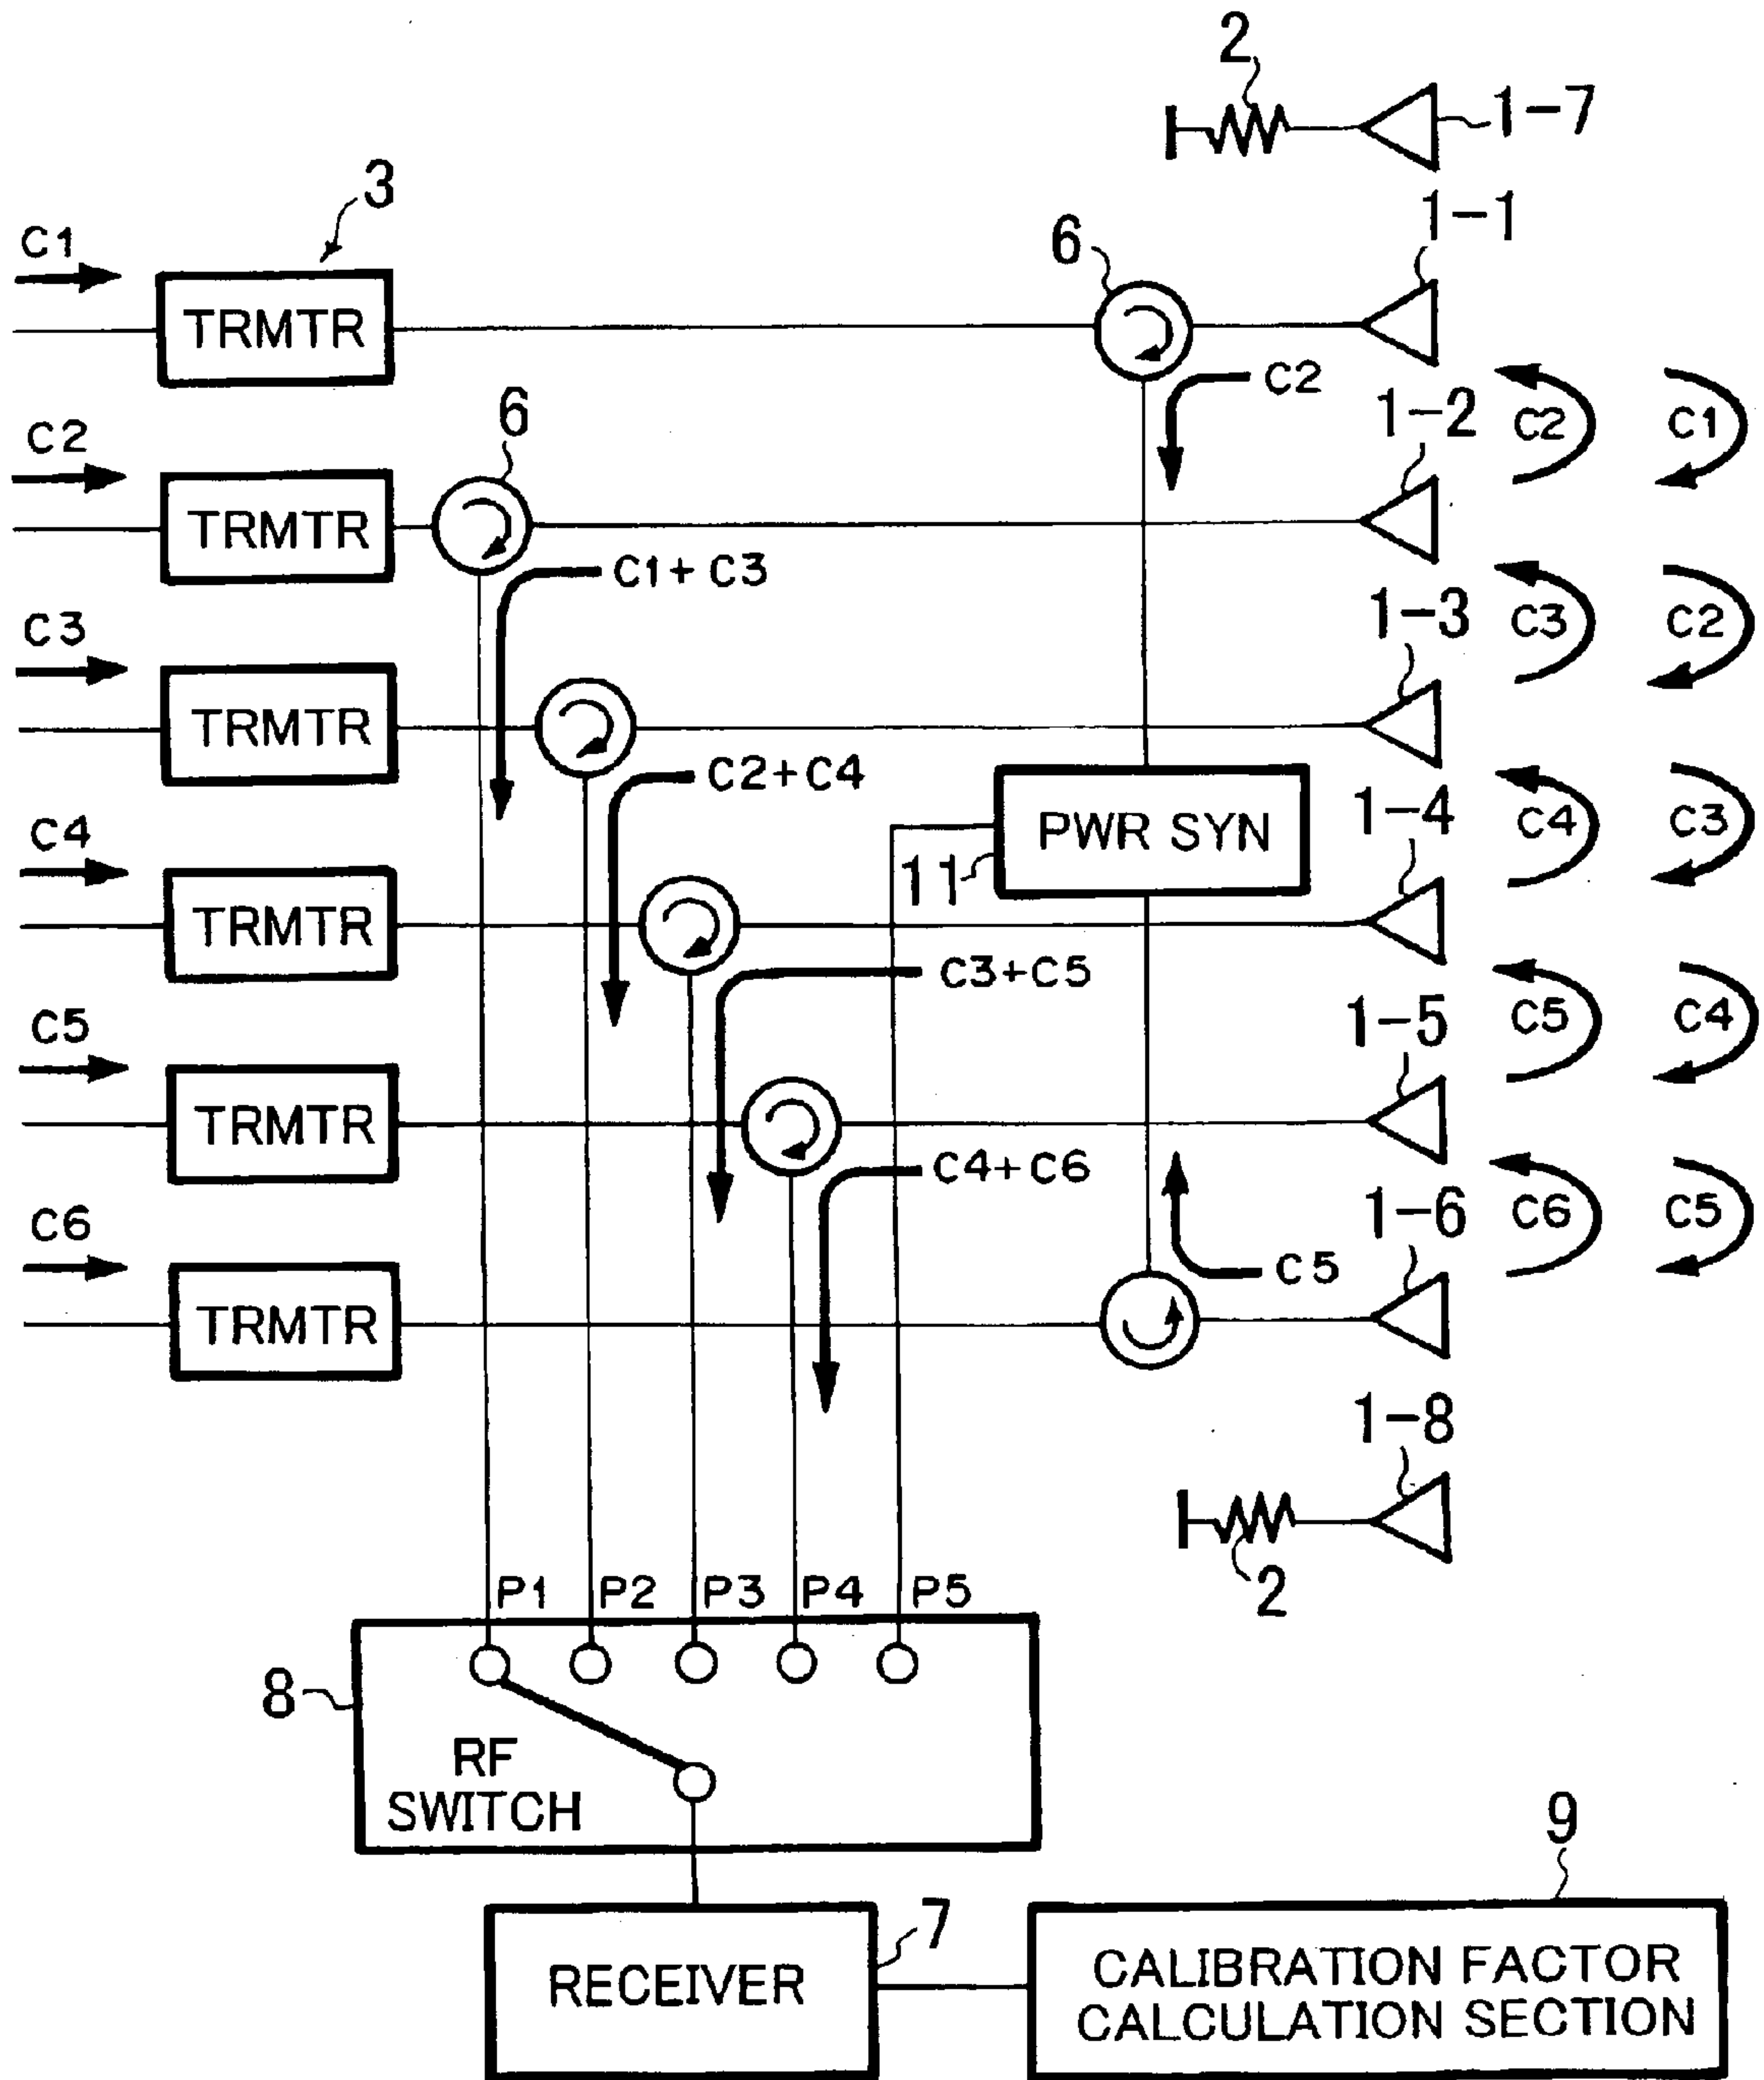 2
1-7
3
1-1
C1
6
TRMTR
C2
1-2
C2
C1
C2
6
TRMTR
C1+C3
1-3
C3
C2
C3
TRMTR
C2+C4
1-4
C4
C3
PWR SYN
11
C4
TRMTR
C3+C5
1-5
C5
C4
C5
TRMTR
C4+C6
1-6
C6
C5
C6
C5
TRMTR
1-8
2
P1 P2 P3 P4 P5
8
RF
SWITCH
9
7
RECEIVER
CALIBRATION FACTOR
CALCULATION SECTION